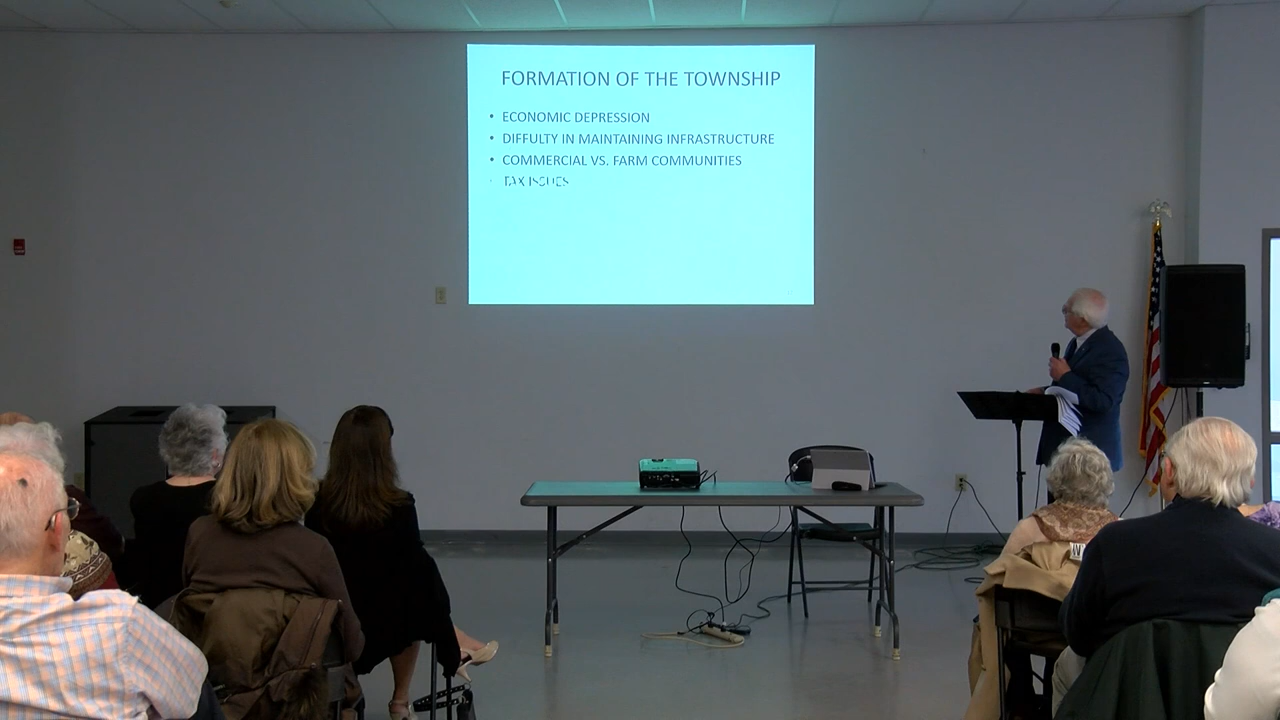 FORMATION OF THE TOWNSHIP
• ECONOMIC DEPRESSION
• DIFFULTY IN MAINTAINING INFRASTRUCTURE
• COMMERCIAL VS. FARM COMMUNITIES
• TAX ISSUES